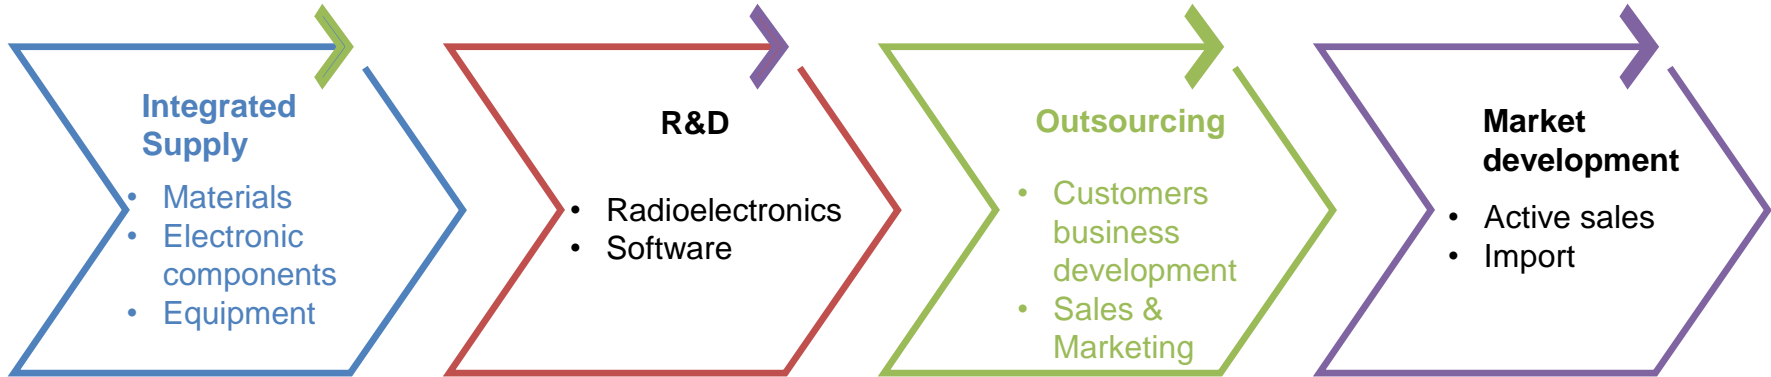 Integrated
Supply
• Materials
• Electronic
components
• Equipment
R&D
• Radioelectronics
• Software
Outsourcing
• Customers
business
development
• Sales &
Marketing
Market
development
• Active sales
• Import